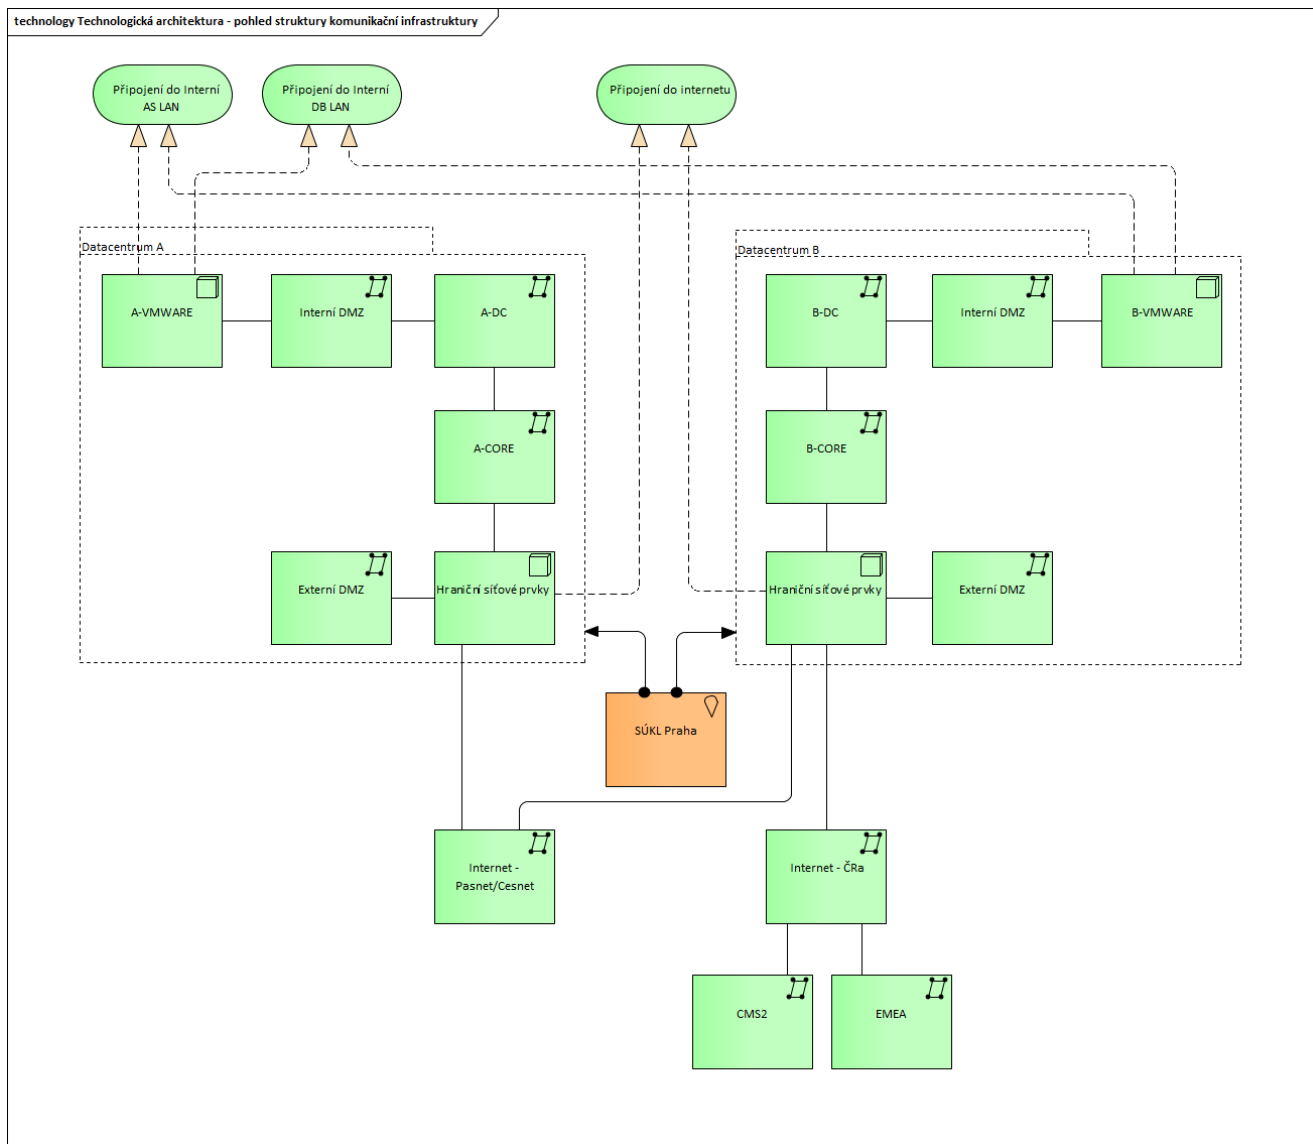 technology Technologická architektura - pohled struktury komunikační infrastruktury
Připojení do Interní
AS LAN
Připojení do Interní
DB LAN
Připojení do internetu
Datacentrum A
Datacentrum B
A-VMWARE
Interní DMZ
A-DC
B-DC
Interní DMZ
B-VMWARE
A-CORE
B-CORE
Externí DMZ
Hraniční síťové prvky
Hraniční síťové prvky
Externí DMZ
SÚKL Praha
Internet -
Pasnet/Cesnet
Internet - ČRa
CMS2
EMEA